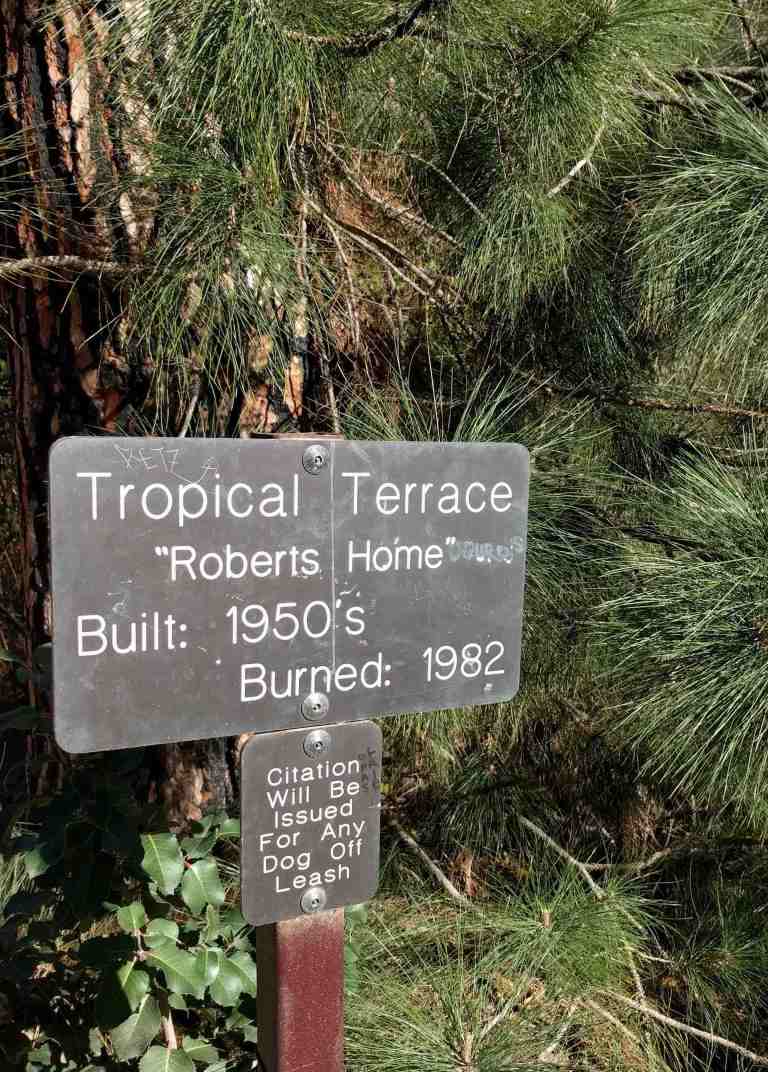 Tropical Terrace
"Roberts Home"
Built: 1950's
Burned: 1982
Citation
Will Be
Issued
For Any
Dog Off
Leash